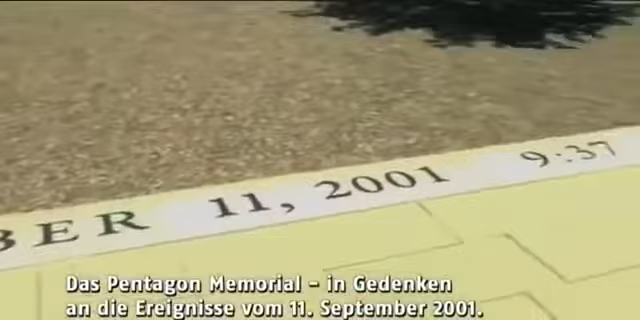 BER 11, 2001 9:37
Das Pentagon Memorial – in Gedenken
an die Ereignisse vom 11. September 2001.